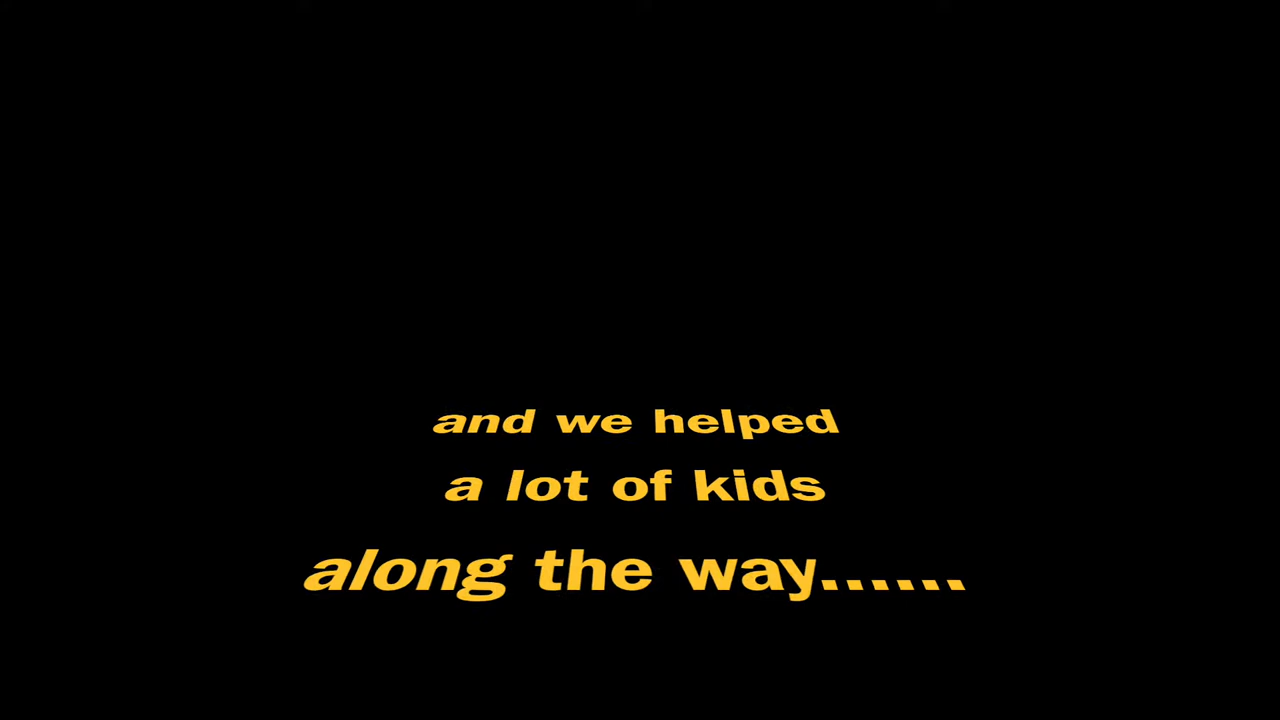 and we helped
a lot of kids
along the way......